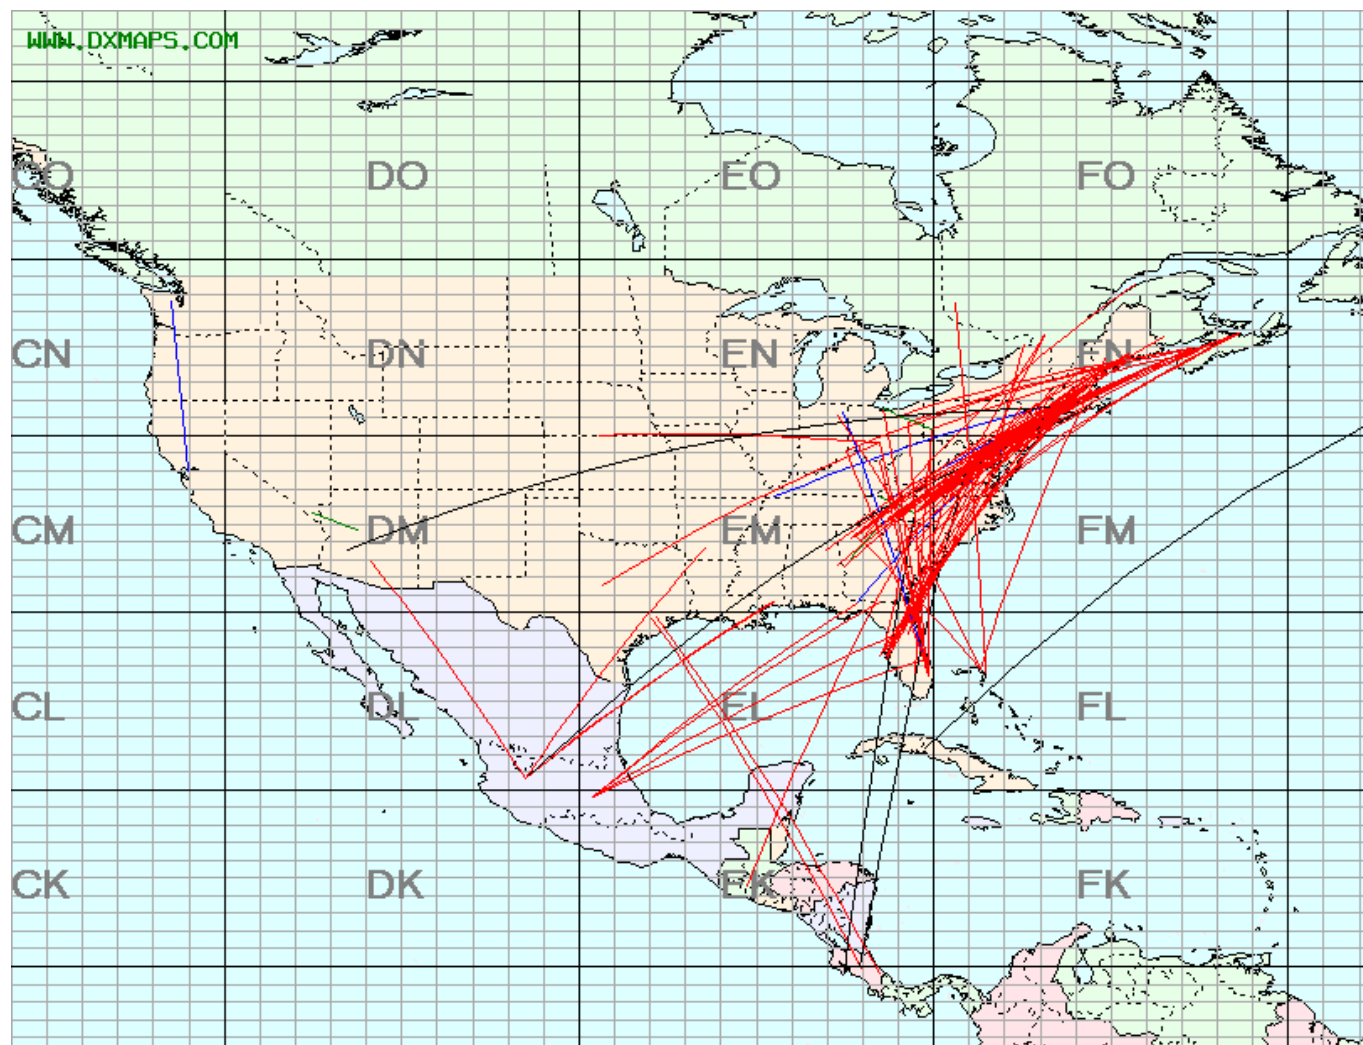 WWW.DXMAPS.COM
CO DO EO FO
CN DN EN FN
CM DM EM FM
CL DL EL FL
CK DK EK FK